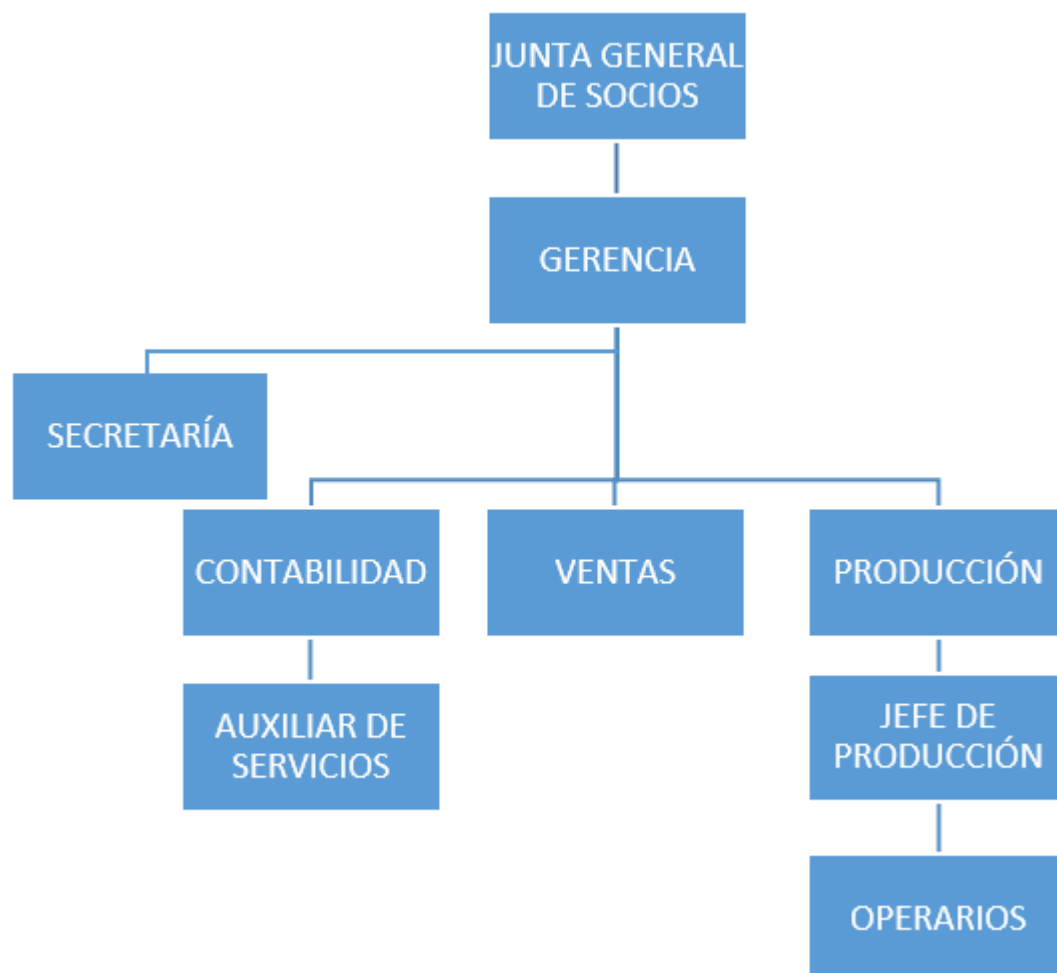 JUNTA GENERAL
DE SOCIOS
GERENCIA
SECRETARÍA
CONTABILIDAD
VENTAS
PRODUCCIÓN
AUXILIAR DE
SERVICIOS
JEFE DE
PRODUCCIÓN
OPERARIOS